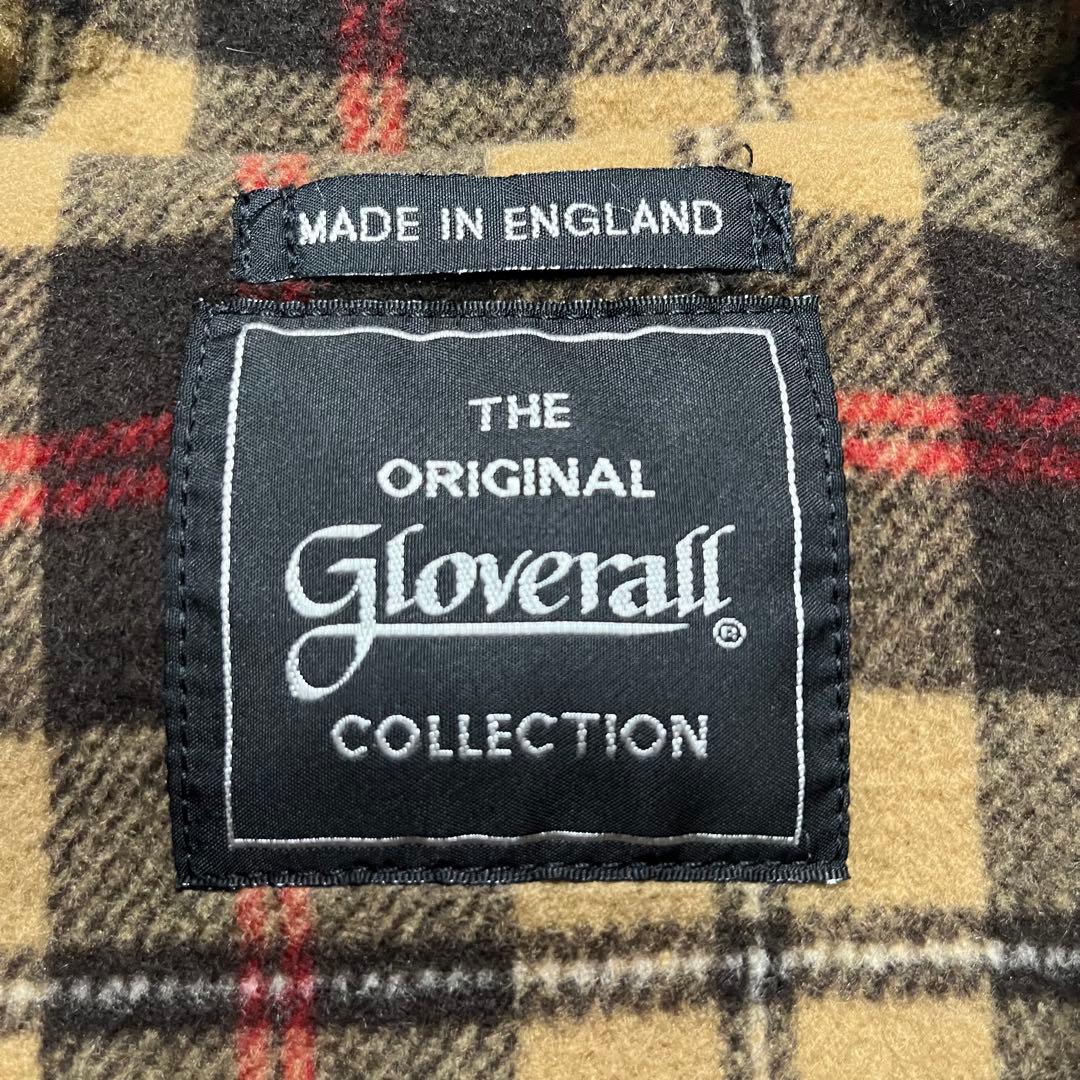 MADE IN ENGLAND
THE
ORIGINAL
Gloverall®
COLLECTION